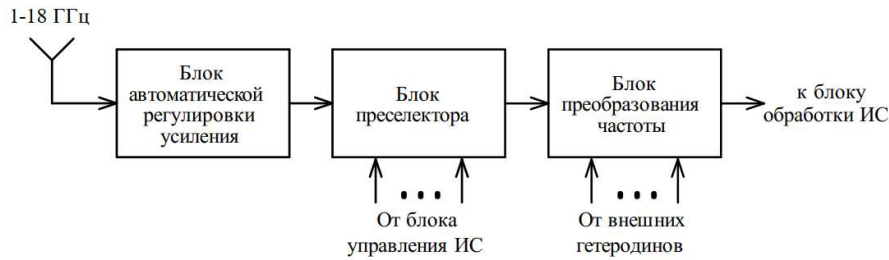 1-18 ГГц
Блок
автоматической
регулировки
усиления
Блок
преселектора
Блок
преобразования
частоты
к блоку
обработки ИС
От блока
управления ИС
От внешних
гетеродинов